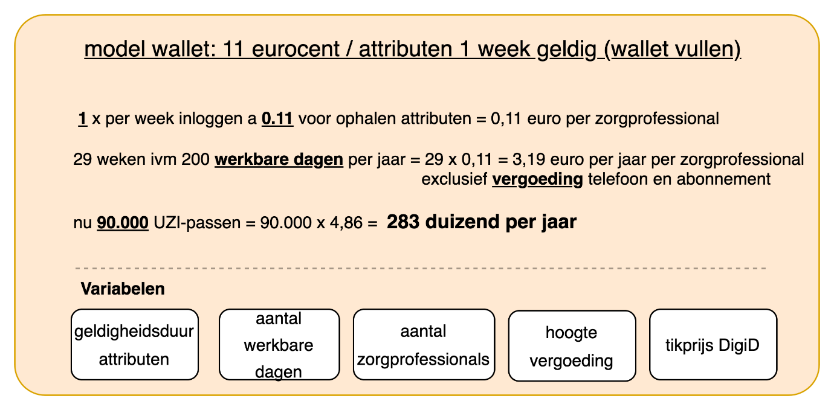 model wallet: 11 eurocent / attributen 1 week geldig (wallet vullen)
1 x per week inloggen a 0.11 voor ophalen attributen = 0,11 euro per zorgprofessional
29 weken ivm 200 werkbare dagen per jaar = 29 x 0,11 = 3,19 euro per jaar per zorgprofessional
exclusief vergoeding telefoon en abonnement
nu 90.000 UZI-passen = 90.000 x 4,86 = 283 duizend per jaar
Variabelen
geldigheidsduur
attributen
aantal
werkbare
dagen
aantal
zorgprofessionals
hoogte
vergoeding
tikprijs DigiD